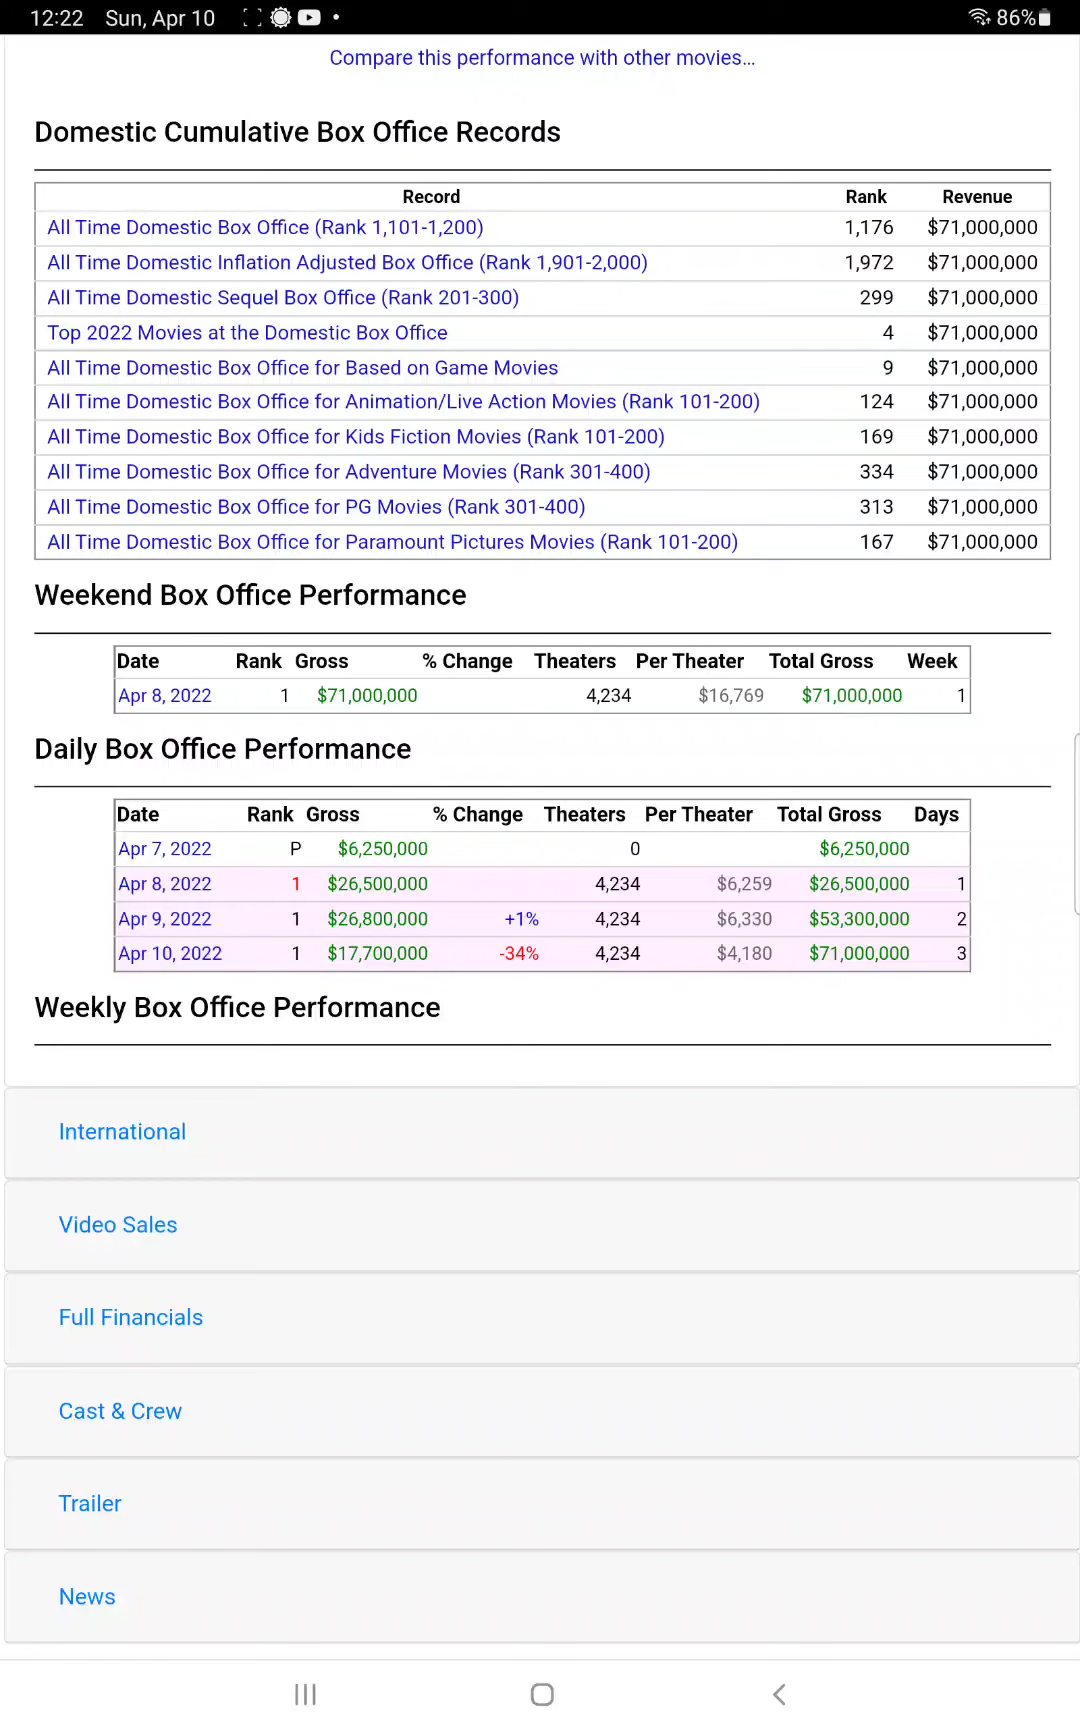 12:22 Sun, Apr 10 86%
Compare this performance with other movies...
Domestic Cumulative Box Office Records
Record Rank Revenue
All Time Domestic Box Office (Rank 1,101-1,200) 1,176 $71,000,000
All Time Domestic Inflation Adjusted Box Office (Rank 1,901-2,000) 1,972 $71,000,000
All Time Domestic Sequel Box Office (Rank 201-300) 299 $71,000,000
Top 2022 Movies at the Domestic Box Office 4 $71,000,000
All Time Domestic Box Office for Based on Game Movies 9 $71,000,000
All Time Domestic Box Office for Animation/Live Action Movies (Rank 101-200) 124 $71,000,000
All Time Domestic Box Office for Kids Fiction Movies (Rank 101-200) 169 $71,000,000
All Time Domestic Box Office for Adventure Movies (Rank 301-400) 334 $71,000,000
All Time Domestic Box Office for PG Movies (Rank 301-400) 313 $71,000,000
All Time Domestic Box Office for Paramount Pictures Movies (Rank 101-200) 167 $71,000,000
Weekend Box Office Performance
Date Rank Gross % Change Theaters Per Theater Total Gross Week
Apr 8, 2022 1 $71,000,000 4,234 $16,769 $71,000,000 1
Daily Box Office Performance
Date Rank Gross % Change Theaters Per Theater Total Gross Days
Apr 7, 2022 P $6,250,000 0 $6,250,000
Apr 8, 2022 1 $26,500,000 4,234 $6,259 $26,500,000 1
Apr 9, 2022 1 $26,800,000 +1% 4,234 $6,330 $53,300,000 2
Apr 10, 2022 1 $17,700,000 -34% 4,234 $4,180 $71,000,000 3
Weekly Box Office Performance
International
Video Sales
Full Financials
Cast & Crew
Trailer
News